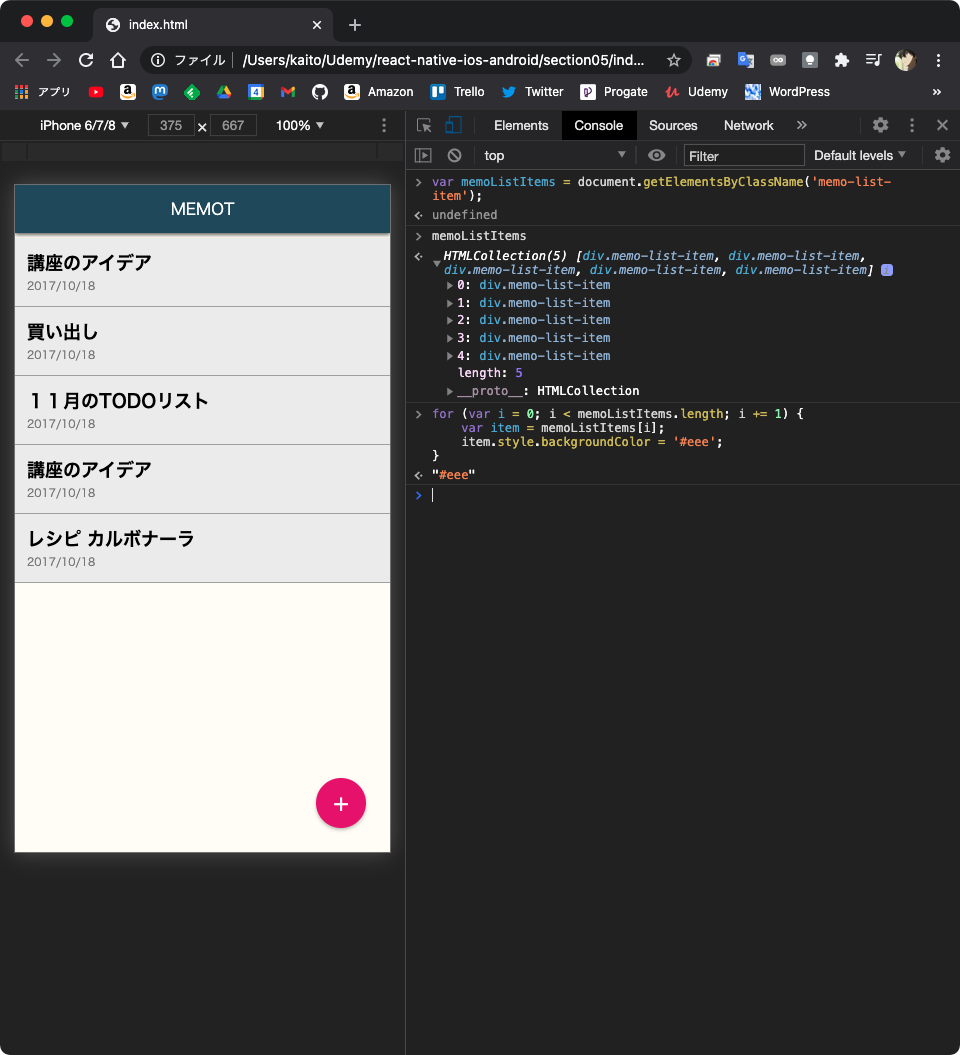 index.html
ファイル /Users/kaito/Udemy/react-native-ios-android/section05/ind...
アプリ 4 Amazon Trello Twitter Progate Udemy WordPress »
iPhone 6/7/8 375 × 667 100%
Elements Console Sources Network »
top Filter Default levels
MEMOT
講座のアイデア
2017/10/18
買い出し
2017/10/18
１１月のTODOリスト
2017/10/18
講座のアイデア
2017/10/18
レシピ カルボナーラ
2017/10/18
+
var memoListItems = document.getElementsByClassName('memo-list-
item');
undefined
memoListItems
HTMLCollection(5) [div.memo-list-item, div.memo-list-item,
div.memo-list-item, div.memo-list-item, div.memo-list-item] i
0: div.memo-list-item
1: div.memo-list-item
2: div.memo-list-item
3: div.memo-list-item
4: div.memo-list-item
length: 5
__proto__: HTMLCollection
for (var i = 0; i < memoListItems.length; i += 1) {
var item = memoListItems[i];
item.style.backgroundColor = '#eee';
}
"#eee"